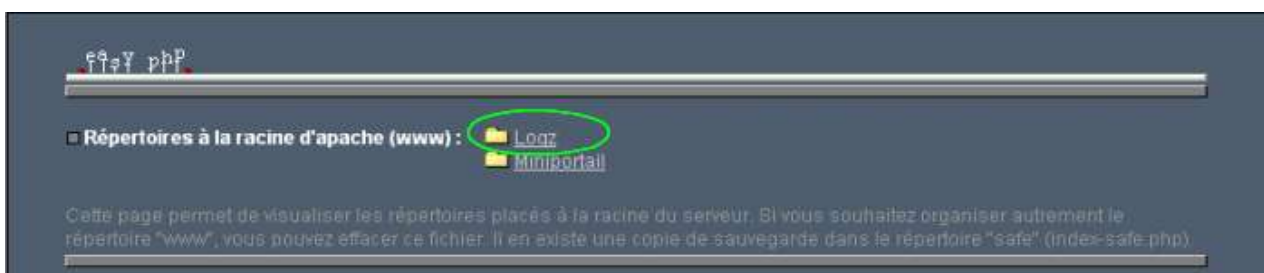 easy php
Répertoires à la racine d'apache (www) : Logz
Miniportail
Cette page permet de visualiser les répertoires placés à la racine du serveur. Si vous souhaitez organiser autrement le
répertoire "www", vous pouvez effacer ce fichier. Il en existe une copie de sauvegarde dans le répertoire "safe" (index-safe.php)